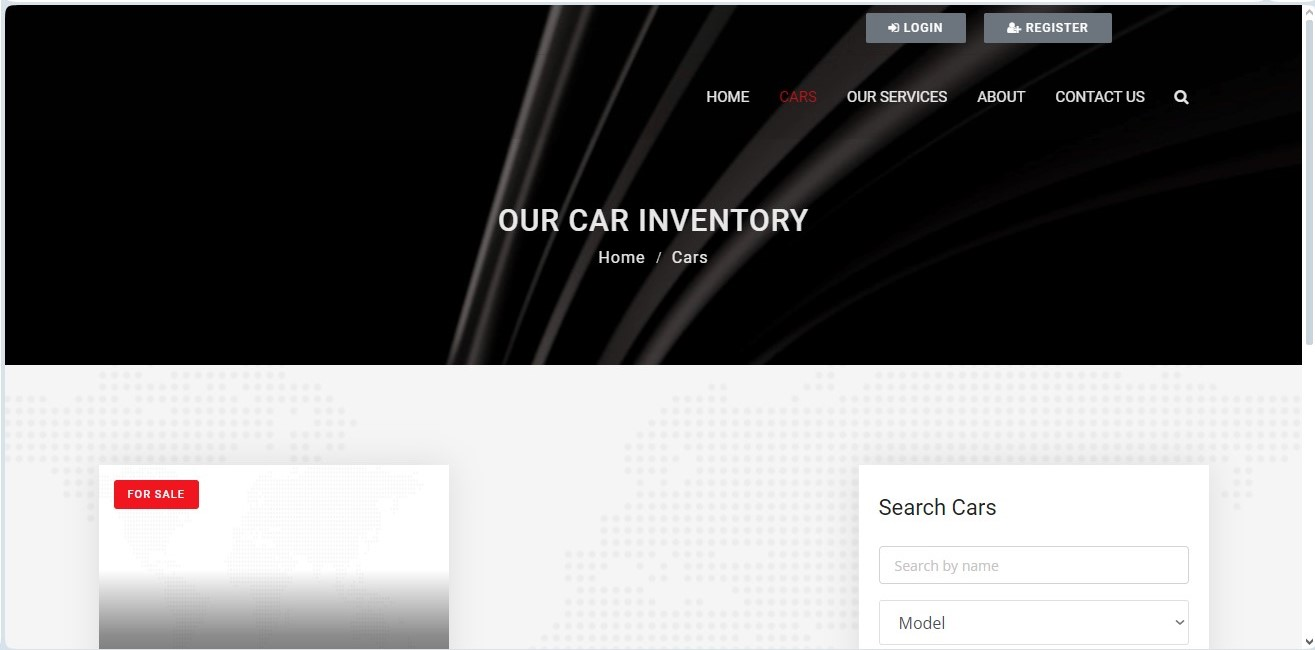 LOGIN REGISTER
HOME CARS OUR SERVICES ABOUT CONTACT US
OUR CAR INVENTORY
Home / Cars
FOR SALE
Search Cars
Search by name
Model